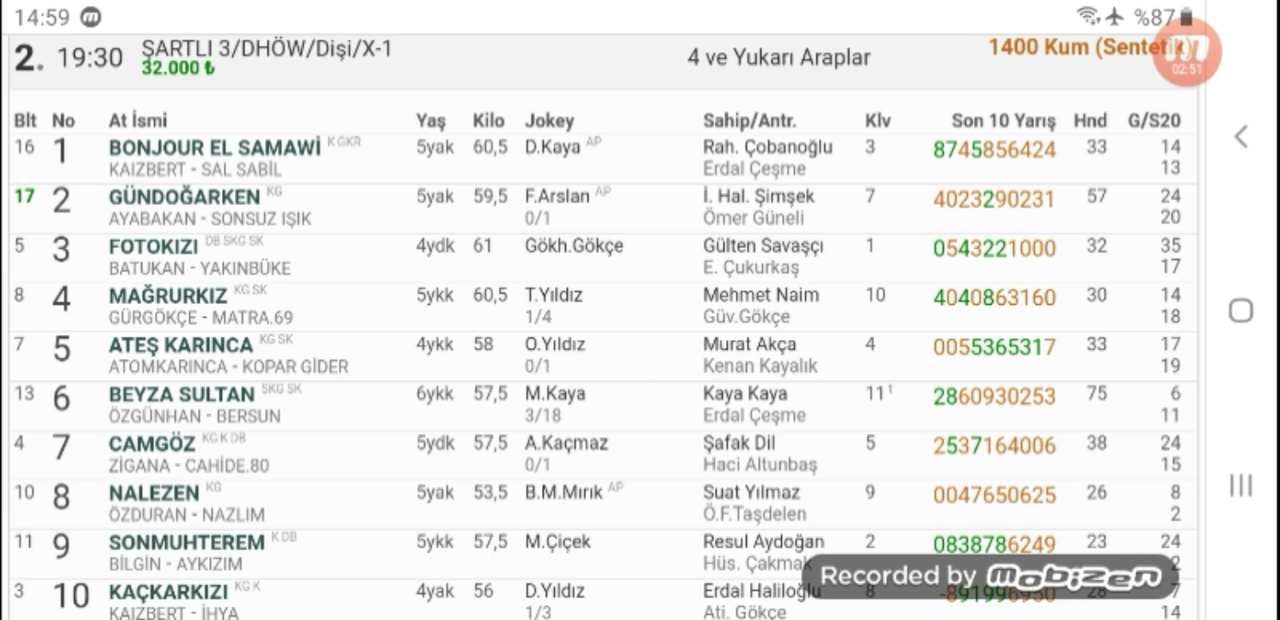 14:59 %87
2. 19:30 ŞARTLI 3/DHÖW/Dişi/X-1 4 ve Yukarı Araplar 1400 Kum (Sentetik)
32.000 ₺
02:51
Blt No At İsmi Yaş Kilo Jokey Sahip/Antr. Klv Son 10 Yarış Hnd G/S20
16 1 BONJOUR EL SAMAWİ K GKR 5yak 60,5 D.Kaya AP Rah. Çobanoğlu 3 8745856424 33 14
KAIZBERT - SAL SABİL Erdal Çeşme 13
17 2 GÜNDOĞARKEN KG 5yak 59,5 F.Arslan AP İ. Hal. Şimşek 7 4023290231 57 24
AYABAKAN - SONSUZ IŞIK 0/1 Ömer Güneli 20
5 3 FOTOKIZI DB SKG SK 4ydk 61 Gökh.Gökçe Gülten Savaşçı 1 0543221000 32 35
BATUKAN - YAKINBÜKE E. Çukurkaş 17
8 4 MAĞRURKIZ KG SK 5ykk 60,5 T.Yıldız Mehmet Naim 10 4040863160 30 14
GÜRGÖKÇE - MATRA.69 1/4 Güv.Gökçe 18
7 5 ATEŞ KARINCA KG SK 4ykk 58 O.Yıldız Murat Akça 4 0055365317 33 17
ATOMKARINCA - KOPAR GİDER 0/1 Kenan Kayalık 19
13 6 BEYZA SULTAN SKG SK 6ykk 57,5 M.Kaya Kaya Kaya 11 t 2860930253 75 6
ÖZGÜNHAN - BERSUN 3/18 Erdal Çeşme 11
4 7 CAMGÖZ KG K DB 5ydk 57,5 A.Kaçmaz Şafak Dil 5 2537164006 38 24
ZİGANA - CAHİDE.80 0/1 Haci Altunbaş 15
10 8 NALEZEN KG 5yak 53,5 B.M.Mırık AP Suat Yılmaz 9 0047650625 26 8
ÖZDURAN - NAZLIM Ö.F.Taşdelen 2
11 9 SONMUHTEREM K DB 5ykk 57,5 M.Çiçek Resul Aydoğan 2 0838786249 23 24
BİLGİN - AYKIZIM Hüs. Çakmak 2
Recorded by Mobizen
3 10 KAÇKARKIZI KG K 4yak 56 D.Yıldız Erdal Haliloğlu 8 -891996950 28 7
KAIZBERT - İHYA 1/3 Ati. Gökçe 14